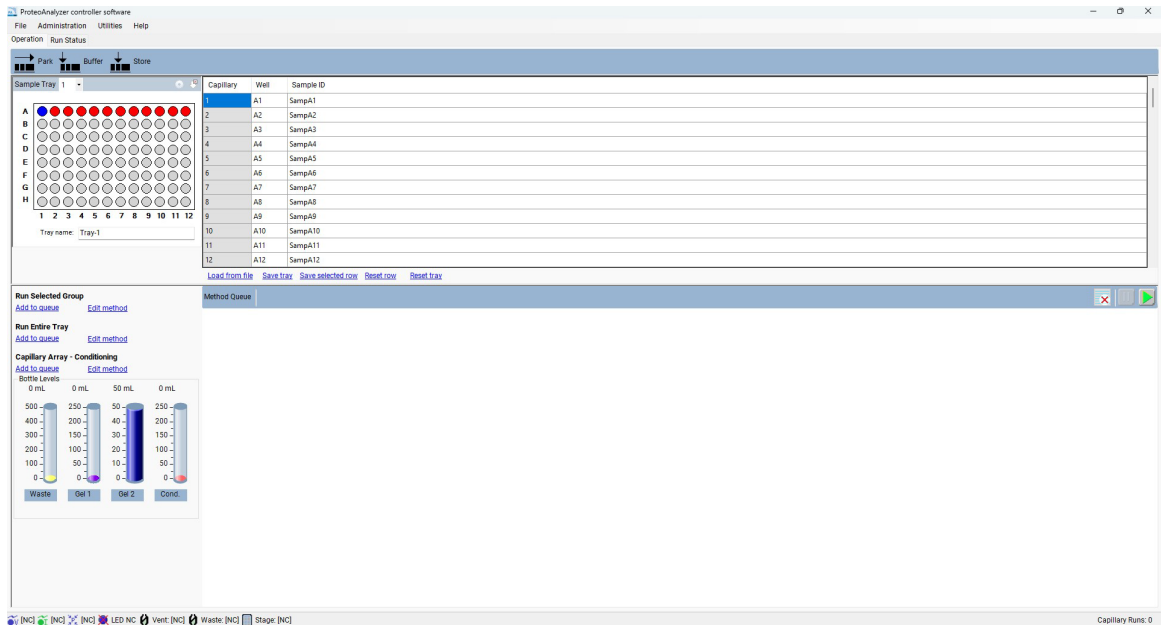 ProteoAnalyzer controller software
File Administration Utilities Help
Operation Run Status
Park Buffer Store
Sample Tray 1
A
B
C
D
E
F
G
H
1 2 3 4 5 6 7 8 9 10 11 12
Tray name: Tray-1
Capillary Well Sample ID
1 A1 SampA1
2 A2 SampA2
3 A3 SampA3
4 A4 SampA4
5 A5 SampA5
6 A6 SampA6
7 A7 SampA7
8 A8 SampA8
9 A9 SampA9
10 A10 SampA10
11 A11 SampA11
12 A12 SampA12
Load from file Save tray Save selected row Reset row Reset tray
Run Selected Group
Add to queue Edit method
Run Entire Tray
Add to queue Edit method
Capillary Array - Conditioning
Add to queue Edit method
Bottle Levels
0 mL 0 mL 50 mL 0 mL
500 250 50 250
400 200 40 200
300 150 30 150
200 100 20 100
100 50 10 50
0 0 0 0
Waste Gel 1 Gel 2 Cond.
Method Queue
[NC] [NC] [NC] LED NC Vent: [NC] Waste: [NC] Stage: [NC] Capillary Runs: 0